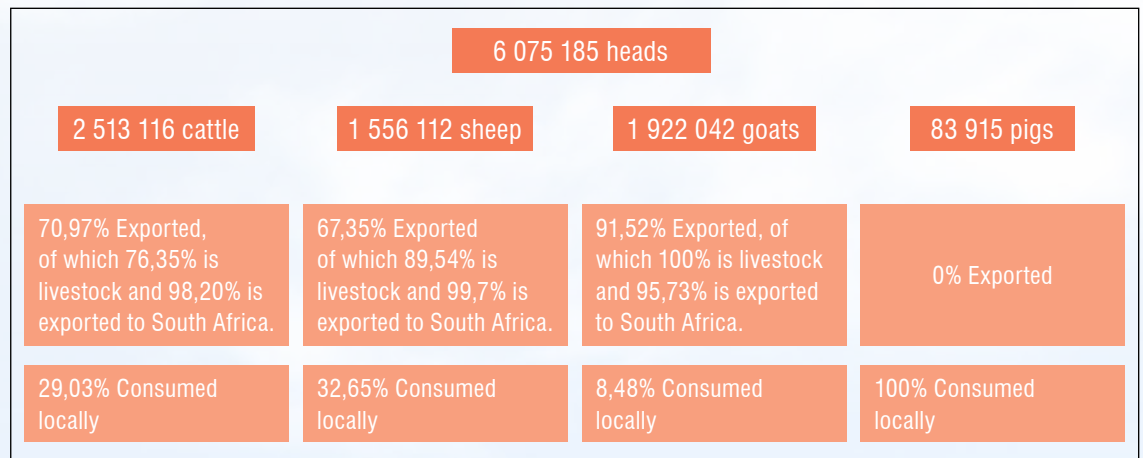 6 075 185 heads
2 513 116 cattle
1 556 112 sheep
1 922 042 goats
83 915 pigs
70,97% Exported,
of which 76,35% is
livestock and 98,20% is
exported to South Africa.
67,35% Exported
of which 89,54% is
livestock and 99,7% is
exported to South Africa.
91,52% Exported, of
which 100% is livestock
and 95,73% is exported
to South Africa.
0% Exported
29,03% Consumed
locally
32,65% Consumed
locally
8,48% Consumed
locally
100% Consumed
locally